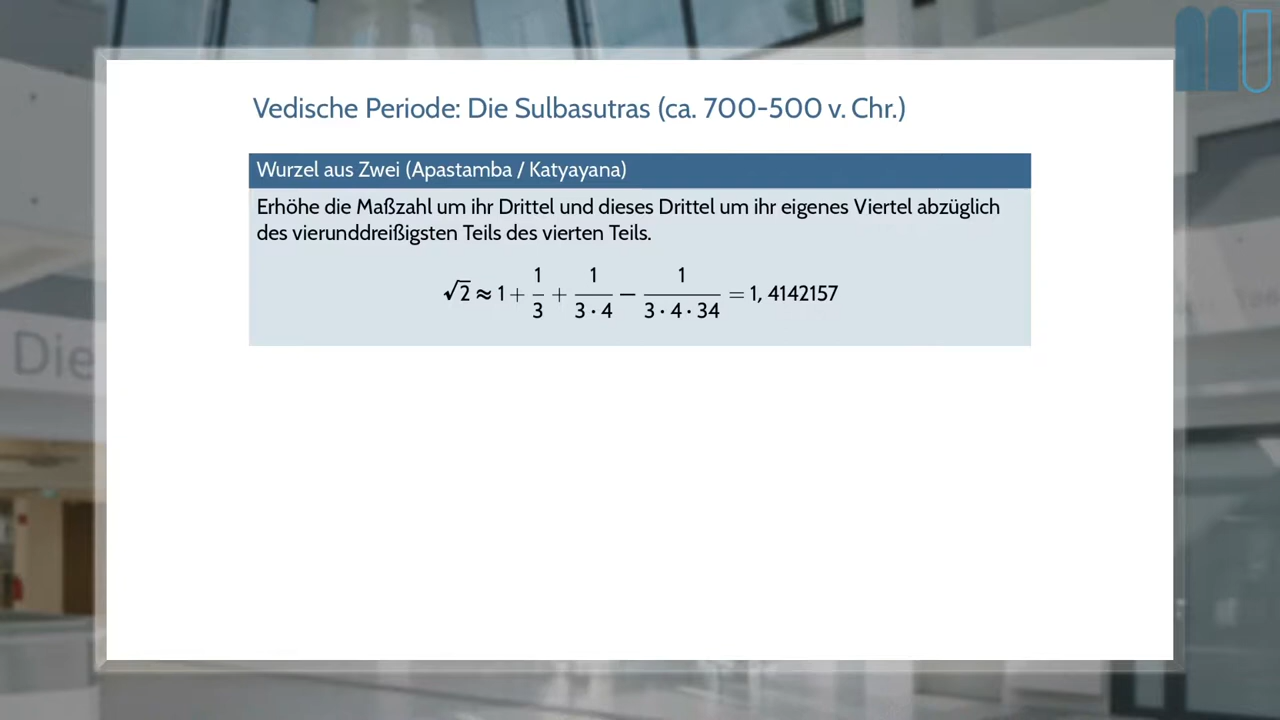 Vedische Periode: Die Sulbasutras (ca. 700-500 v. Chr.)
Wurzel aus Zwei (Apastamba / Katyayana)
Erhöhe die Maßzahl um ihr Drittel und dieses Drittel um ihr eigenes Viertel abzüglich
des vierunddreißigsten Teils des vierten Teils.
√2 ≈ 1 + 1/3 + 1/(3 · 4) − 1/(3 · 4 · 34) = 1, 4142157
Die